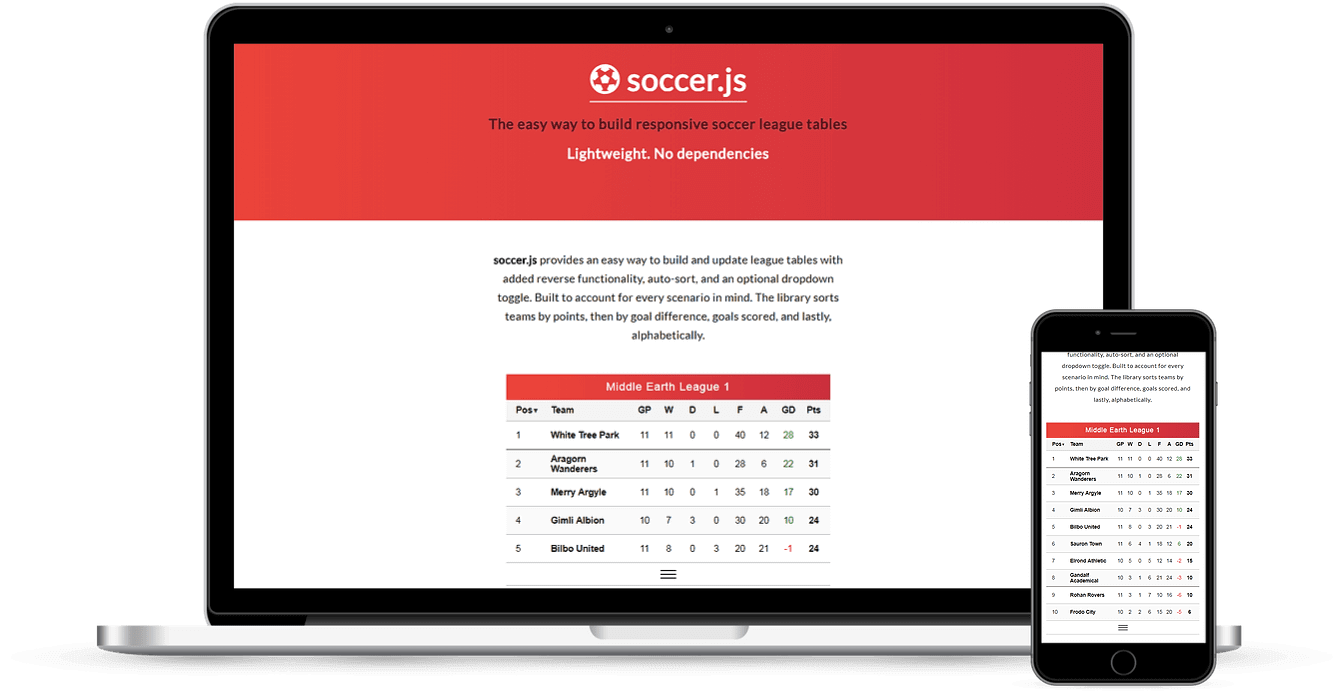 soccer.js
The easy way to build responsive soccer league tables
Lightweight. No dependencies
soccer.js provides an easy way to build and update league tables with
added reverse functionality, auto-sort, and an optional dropdown
toggle. Built to account for every scenario in mind. The library sorts
teams by points, then by goal difference, goals scored, and lastly,
alphabetically.
Middle Earth League 1
Pos▾ Team GP W D L F A GD Pts
1 White Tree Park 11 11 0 0 40 12 28 33
2 Aragorn Wanderers 11 10 1 0 28 6 22 31
3 Merry Argyle 11 10 0 1 35 18 17 30
4 Gimli Albion 10 7 3 0 30 20 10 24
5 Bilbo United 11 8 0 3 20 21 -1 24
functionality, auto-sort, and an optional
dropdown toggle. Built to account for every
scenario in mind. The library sorts teams by
points, then by goal difference, goals scored, and
lastly, alphabetically.
Middle Earth League 1
Pos▾ Team GP W D L F A GD Pts
1 White Tree Park 11 11 0 0 40 12 28 33
2 Aragorn Wanderers 11 10 1 0 28 6 22 31
3 Merry Argyle 11 10 0 1 35 18 17 30
4 Gimli Albion 10 7 3 0 30 20 10 24
5 Bilbo United 11 8 0 3 20 21 -1 24
6 Sauron Town 11 6 4 1 18 12 6 20
7 Elrond Athletic 10 5 0 5 12 14 -2 15
8 Gandalf Academical 10 3 1 6 21 24 -3 10
9 Rohan Rovers 11 3 1 7 10 16 -6 10
10 Frodo City 10 2 2 6 15 20 -5 6